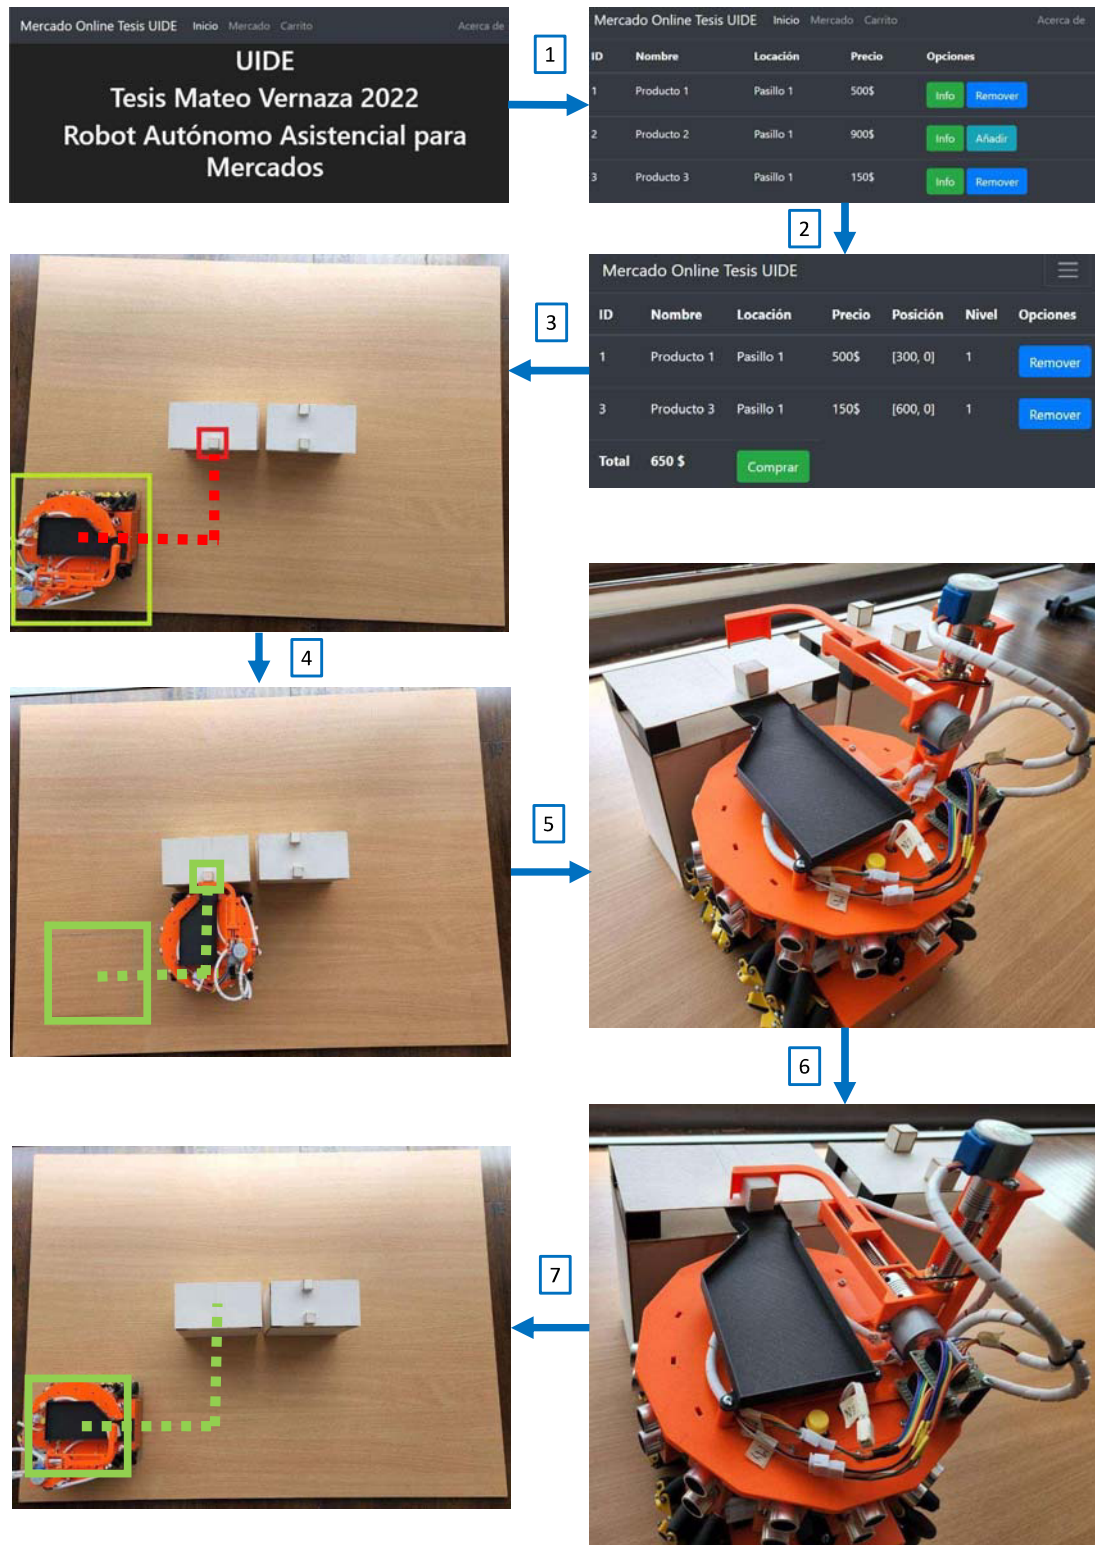 Mercado Online Tesis UIDE Inicio Mercado Carrito Acerca de
UIDE
Tesis Mateo Vernaza 2022
Robot Autónomo Asistencial para
Mercados
1
Mercado Online Tesis UIDE Inicio Mercado Carrito Acerca de
ID Nombre Locación Precio Opciones
1 Producto 1 Pasillo 1 500$ Info Remover
2 Producto 2 Pasillo 1 900$ Info Añadir
3 Producto 3 Pasillo 1 150$ Info Remover
2
Mercado Online Tesis UIDE
ID Nombre Locación Precio Posición Nivel Opciones
1 Producto 1 Pasillo 1 500$ [300, 0] 1 Remover
3 Producto 3 Pasillo 1 150$ [600, 0] 1 Remover
Total 650 $ Comprar
3
4
5
6
7